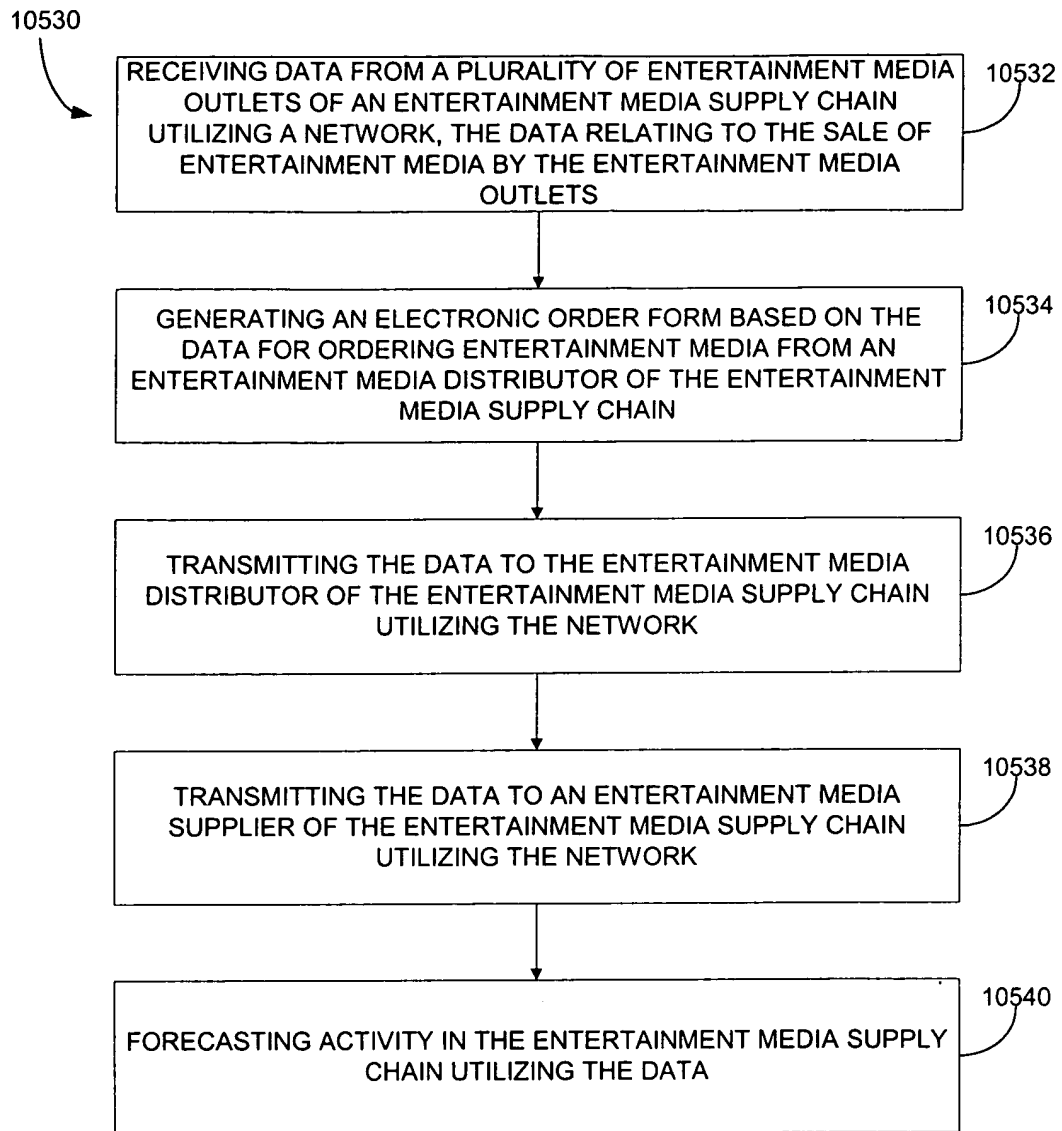 10530
RECEIVING DATA FROM A PLURALITY OF ENTERTAINMENT MEDIA
OUTLETS OF AN ENTERTAINMENT MEDIA SUPPLY CHAIN
UTILIZING A NETWORK, THE DATA RELATING TO THE SALE OF
ENTERTAINMENT MEDIA BY THE ENTERTAINMENT MEDIA
OUTLETS
10532
GENERATING AN ELECTRONIC ORDER FORM BASED ON THE
DATA FOR ORDERING ENTERTAINMENT MEDIA FROM AN
ENTERTAINMENT MEDIA DISTRIBUTOR OF THE ENTERTAINMENT
MEDIA SUPPLY CHAIN
10534
TRANSMITTING THE DATA TO THE ENTERTAINMENT MEDIA
DISTRIBUTOR OF THE ENTERTAINMENT MEDIA SUPPLY CHAIN
UTILIZING THE NETWORK
10536
TRANSMITTING THE DATA TO AN ENTERTAINMENT MEDIA
SUPPLIER OF THE ENTERTAINMENT MEDIA SUPPLY CHAIN
UTILIZING THE NETWORK
10538
FORECASTING ACTIVITY IN THE ENTERTAINMENT MEDIA SUPPLY
CHAIN UTILIZING THE DATA
10540